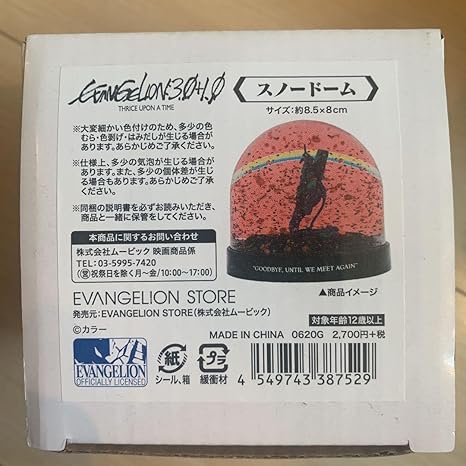 EVANGELION:3.0+1.0
THRICE UPON A TIME
スノードーム
サイズ：約8.5×8cm
※大変細かい色付けのため、多少の色
むら・色剥げ・はみだしが生じる場合が
あります。あらかじめご了承ください。
※仕様上、多少の気泡が生じる場合が
あります。また、多少の個体差が生じ
る場合もあります。あらかじめご了承
ください。
※同梱の説明書を必ずお読みいただき、
商品と一緒に保管をしてください。
本商品に関するお問い合わせ
株式会社ムービック 映画商品係
TEL：03-5995-7420
(営)祝祭日を除く月〜金/10:00〜17:00)
"GOODBYE, UNTIL WE MEET AGAIN"
▲商品イメージ
EVANGELION STORE
発売元：EVANGELION STORE(株式会社ムービック)
©カラー
対象年齢12歳以上
MADE IN CHINA 0620G 2,700円+税
EVANGELION
OFFICIALLY LICENSED
紙
シール、箱
プラ
緩衝材
4 549743 387529